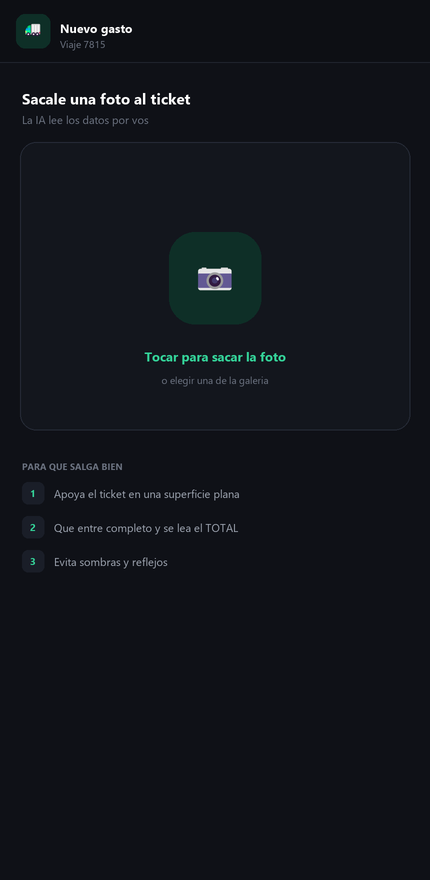 Nuevo gasto
Viaje 7815
Sacale una foto al ticket
La IA lee los datos por vos
Tocar para sacar la foto
o elegir una de la galeria
PARA QUE SALGA BIEN
1 Apoya el ticket en una superficie plana
2 Que entre completo y se lea el TOTAL
3 Evita sombras y reflejos